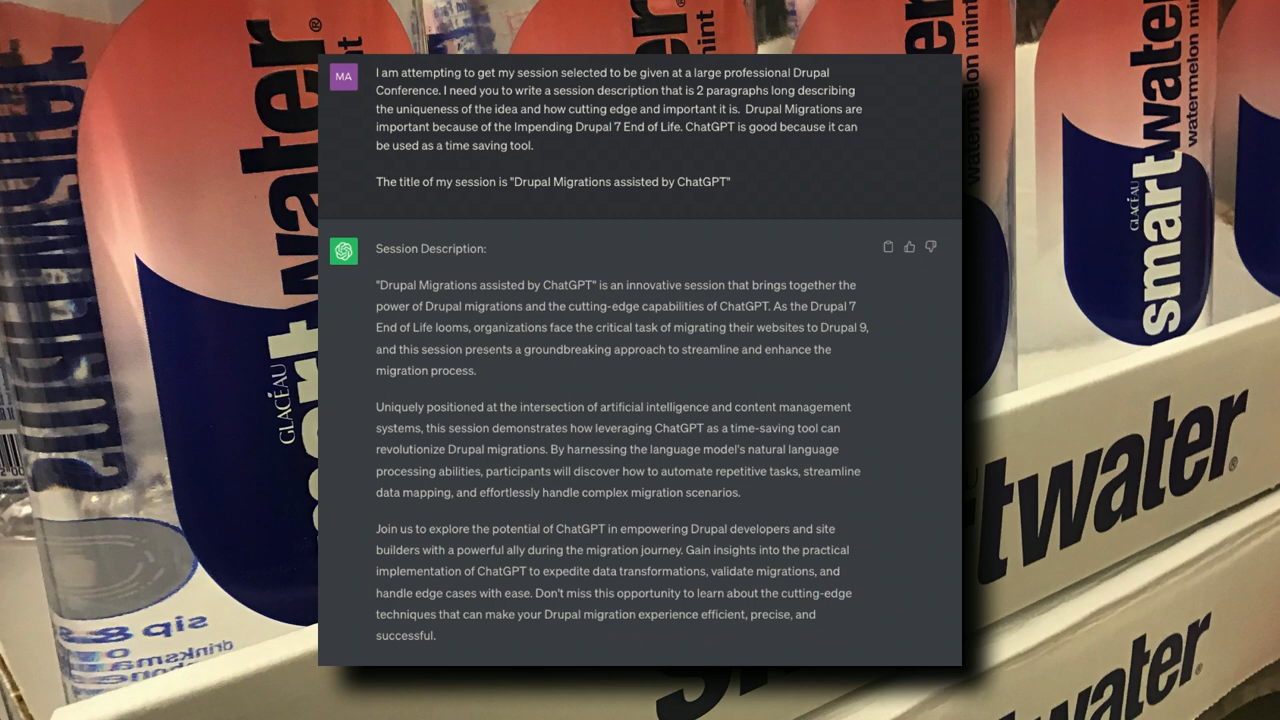 MA
I am attempting to get my session selected to be given at a large professional Drupal
Conference. I need you to write a session description that is 2 paragraphs long describing
the uniqueness of the idea and how cutting edge and important it is.  Drupal Migrations are
important because of the Impending Drupal 7 End of Life. ChatGPT is good because it can
be used as a time saving tool.
The title of my session is "Drupal Migrations assisted by ChatGPT"
Session Description:
"Drupal Migrations assisted by ChatGPT" is an innovative session that brings together the
power of Drupal migrations and the cutting-edge capabilities of ChatGPT. As the Drupal 7
End of Life looms, organizations face the critical task of migrating their websites to Drupal 9,
and this session presents a groundbreaking approach to streamline and enhance the
migration process.
Uniquely positioned at the intersection of artificial intelligence and content management
systems, this session demonstrates how leveraging ChatGPT as a time-saving tool can
revolutionize Drupal migrations. By harnessing the language model's natural language
processing abilities, participants will discover how to automate repetitive tasks, streamline
data mapping, and effortlessly handle complex migration scenarios.
Join us to explore the potential of ChatGPT in empowering Drupal developers and site
builders with a powerful ally during the migration journey. Gain insights into the practical
implementation of ChatGPT to expedite data transformations, validate migrations, and
handle edge cases with ease. Don't miss this opportunity to learn about the cutting-edge
techniques that can make your Drupal migration experience efficient, precise, and
successful.
GLACÉAU
water®
mint
GLACÉAU
smartwater
watermelon mint
watermelon mint
twater®
water®